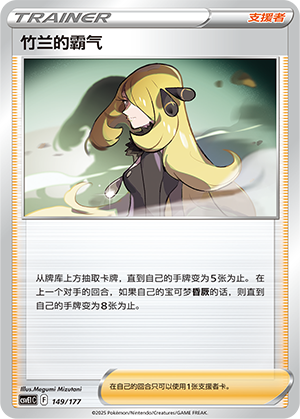 TRAINER 支援者
竹兰的霸气
从牌库上方抽取卡牌，直到自己的手牌变为5张为止。在
上一个对手的回合，如果自己的宝可梦昏厥的话，则直到
自己的手牌变为8张为止。
Illus.Megumi Mizutani
在自己的回合只可以使用1张支援者卡。
F 149/177
©2025 Pokémon/Nintendo/Creatures/GAME FREAK.